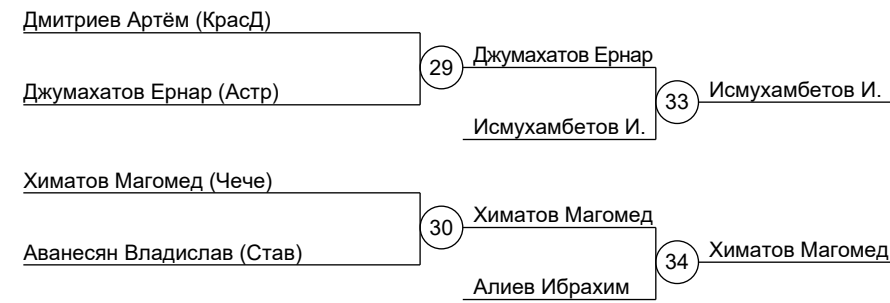 Дмитриев Артём (КрасД)
29
Джумахатов Ернар
Джумахатов Ернар (Астр)
33
Исмухамбетов И.
Исмухамбетов И.
Химатов Магомед (Чече)
30
Химатов Магомед
Аванесян Владислав (Став)
34
Химатов Магомед
Алиев Ибрахим